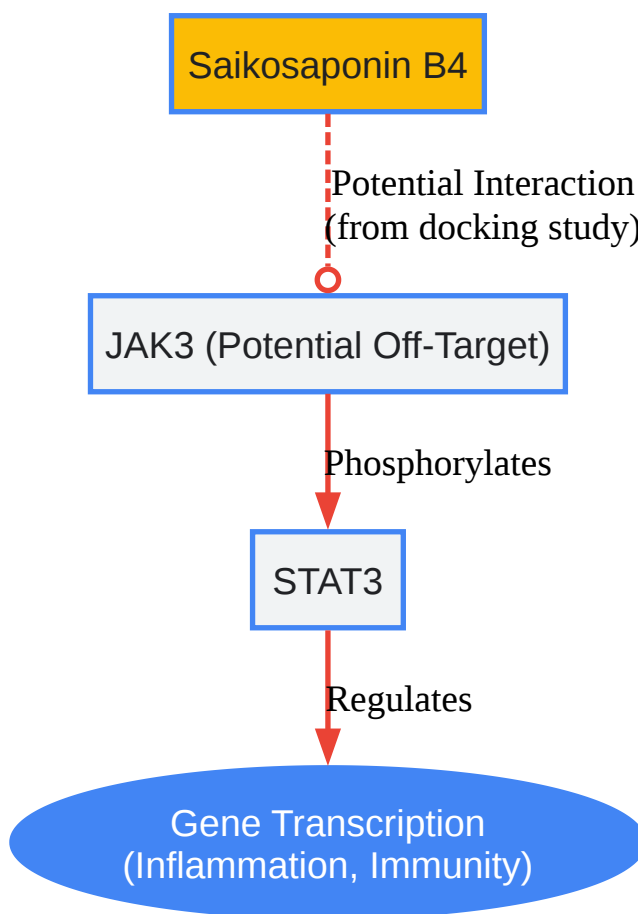 Saikosaponin B4
Potential Interaction
(from docking study)
JAK3 (Potential Off-Target)
Phosphorylates
STAT3
Regulates
Gene Transcription
(Inflammation, Immunity)